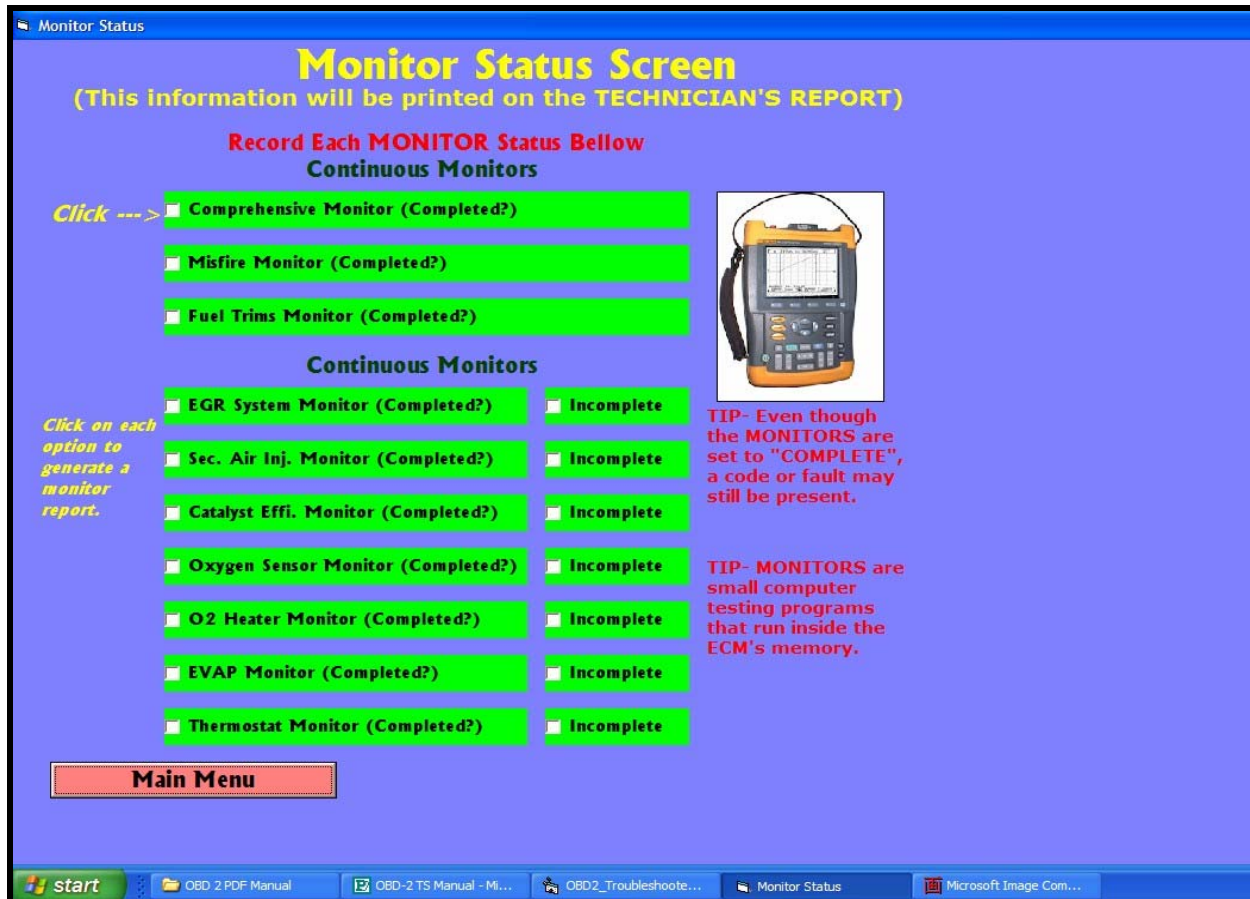 Monitor Status
Monitor Status Screen
(This information will be printed on the TECHNICIAN'S REPORT)
Record Each MONITOR Status Bellow
Continuous Monitors
Click --->
Comprehensive Monitor (Completed?)
Misfire Monitor (Completed?)
Fuel Trims Monitor (Completed?)
Continuous Monitors
Click on each
option to
generate a
monitor
report.
EGR System Monitor (Completed?) Incomplete
Sec. Air Inj. Monitor (Completed?) Incomplete
Catalyst Effi. Monitor (Completed?) Incomplete
Oxygen Sensor Monitor (Completed?) Incomplete
O2 Heater Monitor (Completed?) Incomplete
EVAP Monitor (Completed?) Incomplete
Thermostat Monitor (Completed?) Incomplete
TIP- Even though
the MONITORS are
set to "COMPLETE",
a code or fault may
still be present.
TIP- MONITORS are
small computer
testing programs
that run inside the
ECM's memory.
Main Menu
start
OBD 2 PDF Manual
OBD-2 TS Manual - Mi...
OBD2_Troubleshoote...
Monitor Status
Microsoft Image Com...